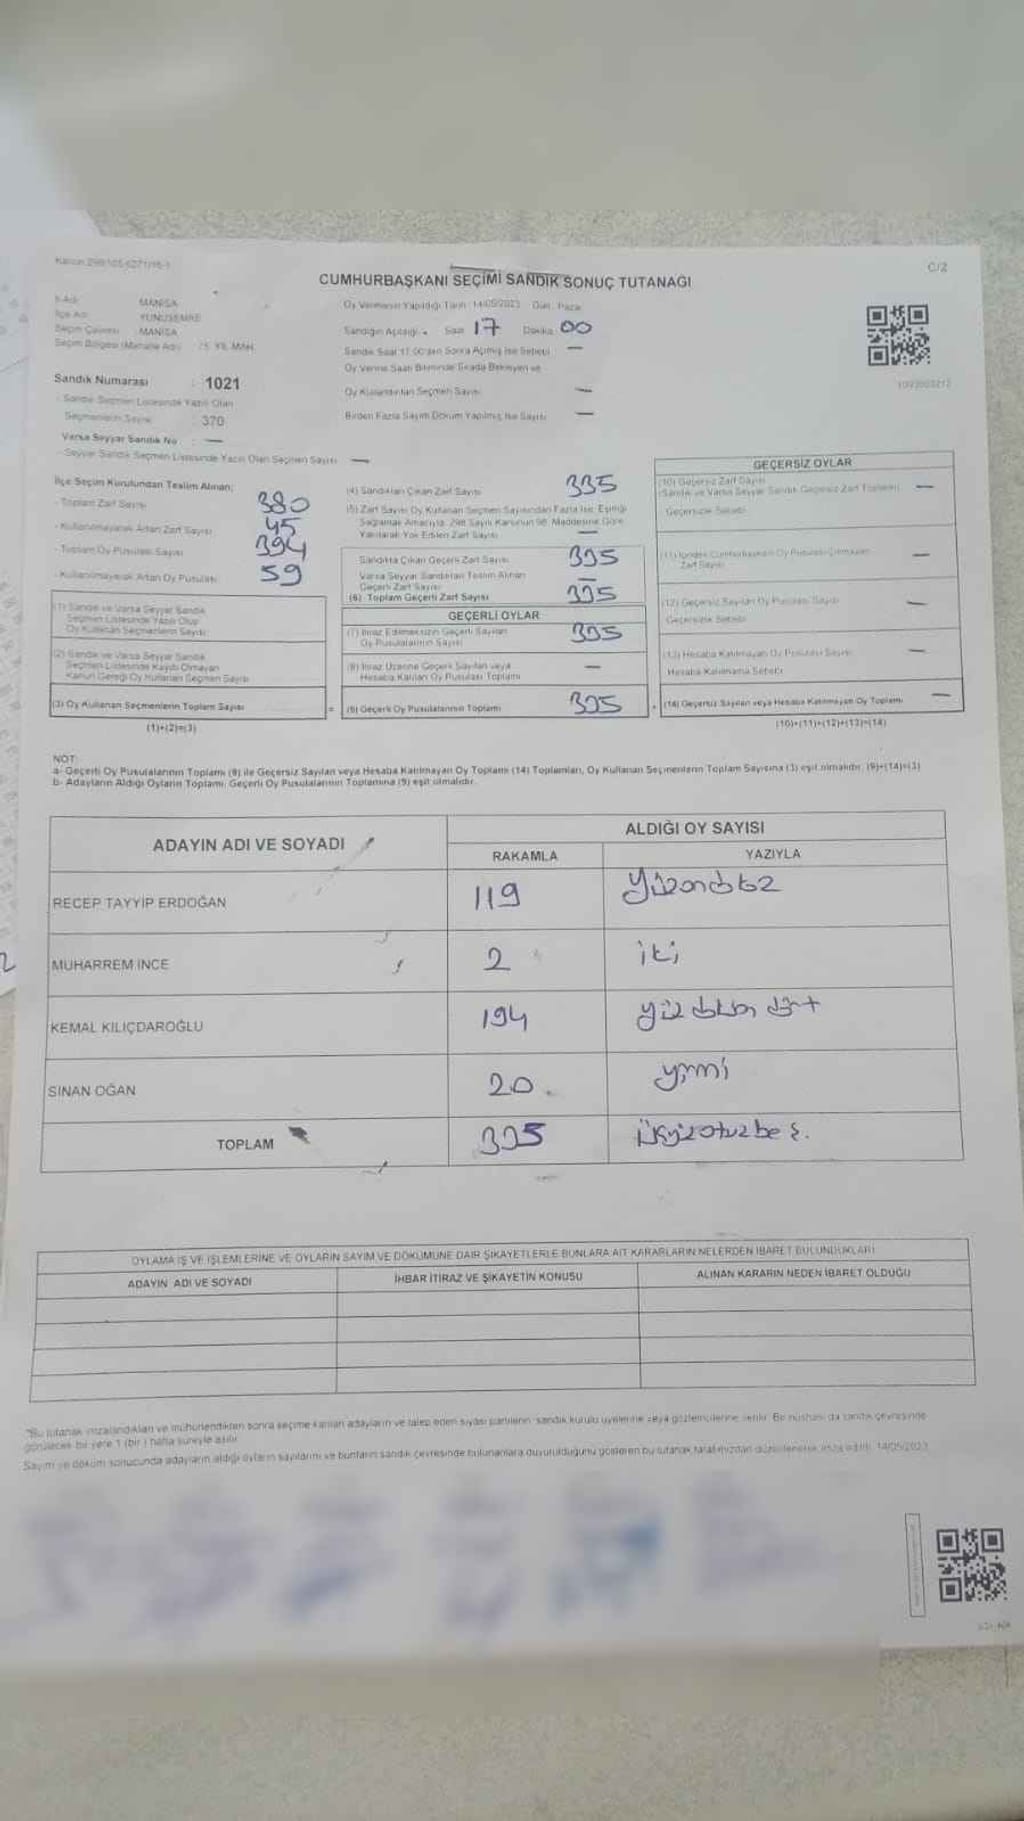 C/2
CUMHURBAŞKANI SEÇİMİ SANDIK SONUÇ TUTANAĞI
İl Adı MANİSA
İlçe Adı YUNUSEMRE
Seçim Çevresi MANİSA
Seçim Bölgesi (Mahalle Adı) 75. YIL MAH.
Sandık Numarası : 1021
- Sandık Seçmen Listesinde Yazılı Olan
Seçmenlerin Sayısı : 370
Varsa Seyyar Sandık No : —
- Seyyar Sandık Seçmen Listesinde Yazılı Olan Seçmen Sayısı —
Oy Vermenin Yapıldığı Tarih: 14/05/2023 Gün: Pazar
Sandığın Açıldığı Saat 17 Dakika 00
Sandık Saat 17.00'den Sonra Açılmış İse Sebebi —
Oy Verme Saati Bitiminde Sırada Bekleyen ve
Oy Kullandırılan Seçmen Sayısı —
Birden Fazla Sayım Döküm Yapılmış İse Sayısı —
İlçe Seçim Kurulundan Teslim Alınan;
- Toplam Zarf Sayısı 380
- Kullanılmayarak Artan Zarf Sayısı 45
- Toplam Oy Pusulası Sayısı 394
- Kullanılmayarak Artan Oy Pusulası 59
(1) Sandık ve Varsa Seyyar Sandık
Seçmen Listesinde Yazılı Olup
Oy Kullanan Seçmenlerin Sayısı
(2) Sandık ve Varsa Seyyar Sandık
Seçmen Listesinde Kaydı Olmayan
Kanun Gereği Oy Kullanan Seçmen Sayısı
(3) Oy Kullanan Seçmenlerin Toplam Sayısı
(1)+(2)=(3)
(4) Sandıktan Çıkan Zarf Sayısı 335
(5) Zarf Sayısı Oy Kullanan Seçmen Sayısından Fazla İse, Eşitliği
Sağlamak Amacıyla, 298 Sayılı Kanunun 98. Maddesine Göre
Yakılarak Yok Edilen Zarf Sayısı —
Sandıkta Çıkan Geçerli Zarf Sayısı 335
Varsa Seyyar Sandıktan Teslim Alınan
Geçerli Zarf Sayısı —
(6) Toplam Geçerli Zarf Sayısı 335
GEÇERLİ OYLAR
(7) İtiraz Edilmeksizin Geçerli Sayılan
Oy Pusulalarının Sayısı 335
(8) İtiraz Üzerine Geçerli Sayılan veya
Hesaba Katılan Oy Pusulası Toplamı —
= (9) Geçerli Oy Pusulalarının Toplamı 335
GEÇERSİZ OYLAR
(10) Geçersiz Zarf Sayısı
(Sandık ve Varsa Seyyar Sandık Geçersiz Zarf Toplamı) —
Geçersizlik Sebebi
Zarf Sayısı —
(12) Geçersiz Sayılan Oy Pusulası Sayısı —
Geçersizlik Sebebi
(13) Hesaba Katılmayan Oy Pusulası Sayısı —
Hesaba Katılmama Sebebi
+ (14) Geçersiz Sayılan veya Hesaba Katılmayan Oy Toplamı —
(10)+(11)+(12)+(13)=(14)
NOT:
a- Geçerli Oy Pusulalarının Toplamı (9) ile Geçersiz Sayılan veya Hesaba Katılmayan Oy Toplamı (14) Toplamları, Oy Kullanan Seçmenlerin Toplam Sayısına (3) eşit olmalıdır. (9)+(14)=(3)
b- Adayların Aldığı Oyların Toplamı, Geçerli Oy Pusulalarının Toplamına (9) eşit olmalıdır.
ADAYIN ADI VE SOYADI
ALDIĞI OY SAYISI
RAKAMLA YAZIYLA
RECEP TAYYİP ERDOĞAN 119 yüzondokuz
MUHARREM İNCE 2 iki
KEMAL KILIÇDAROĞLU 194 yüz doksan dört
SİNAN OĞAN 20 yirmi
TOPLAM 335 üçyüzotuzbeş.
OYLAMA İŞ VE İŞLEMLERİNE VE OYLARIN SAYIM VE DÖKÜMÜNE DAİR ŞİKAYETLERLE BUNLARA AİT KARARLARIN NELERDEN İBARET BULUNDUKLARI
ADAYIN ADI VE SOYADI
İHBAR İTİRAZ VE ŞİKAYETİN KONUSU
ALINAN KARARIN NEDEN İBARET OLDUĞU
"Bu tutanak imzalandıktan ve mühürlendikten sonra seçime katılan adayların ve talep eden siyasi partilerin sandık kurulu üyelerine veya gözlemcilerine verilir. Bir nüshası da sandık çevresinde
görülecek bir yere 1 (bir) hafta süreyle asılır.
Sayım ve döküm sonucunda adayların aldığı oyların sayılarını ve bunların sandık çevresinde bulunanlara duyurulduğunu gösteren bu tutanak tarafımızdan düzenlenerek imza edildi. 14/05/2023